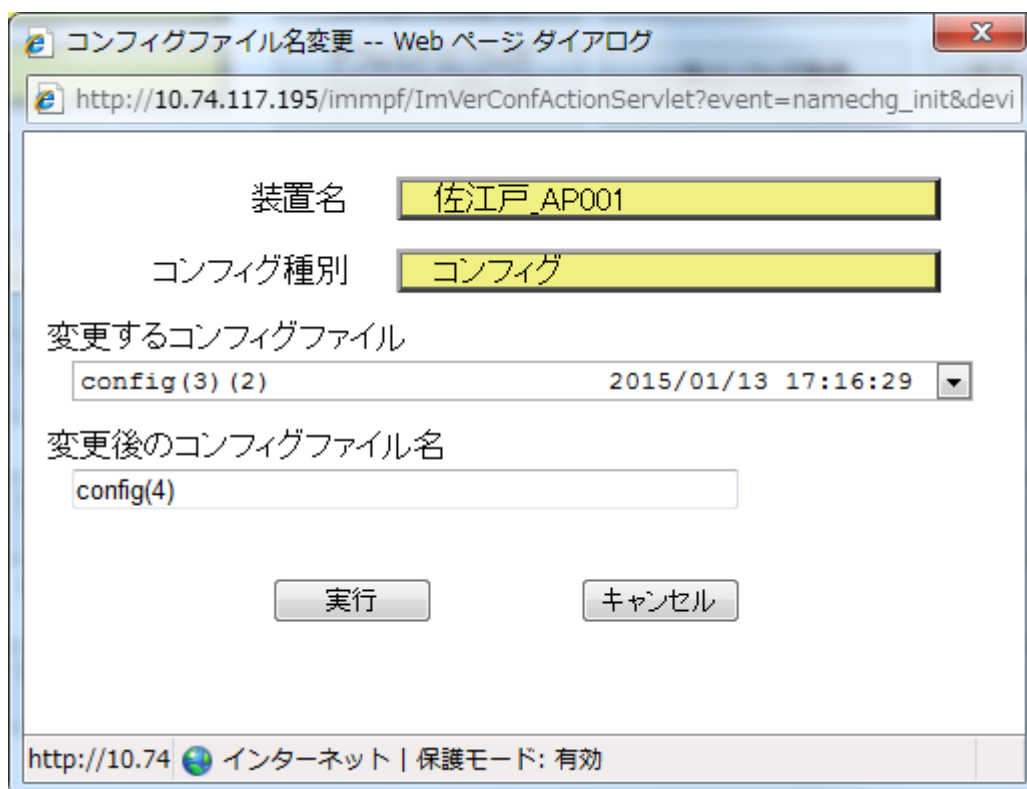 コンフィグファイル名変更 -- Web ページ ダイアログ
http://10.74.117.195/immpf/ImVerConfActionServlet?event=namechg_init&devi
装置名 佐江戸_AP001
コンフィグ種別 コンフィグ
変更するコンフィグファイル
config(3)(2) 2015/01/13 17:16:29
変更後のコンフィグファイル名
config(4)
実行 キャンセル
http://10.74 インターネット | 保護モード: 有効